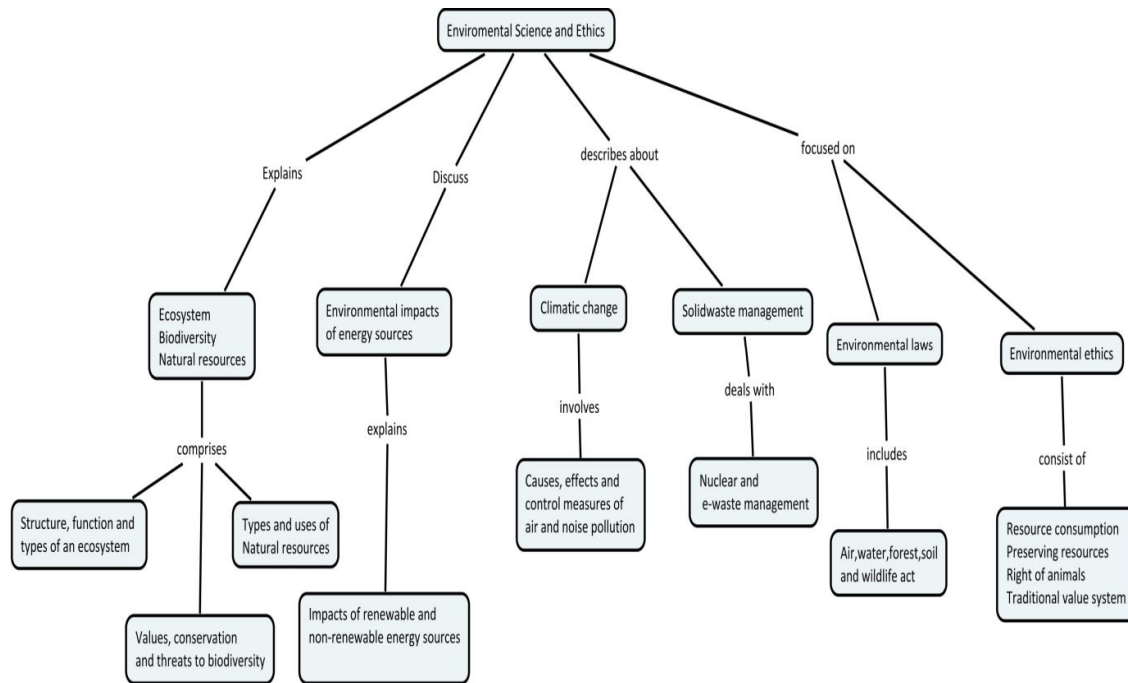 Enviromental Science and Ethics
Explains
Discuss
describes about
focused on
Ecosystem
Biodiversity
Natural resources
Environmental impacts
of energy sources
Climatic change
Solidwaste management
Environmental laws
Environmental ethics
comprises
explains
involves
deals with
includes
consist of
Structure, function and
types of an ecosystem
Types and uses of
Natural resources
Values, conservation
and threats to biodiversity
Impacts of renewable and
non-renewable energy sources
Causes, effects and
control measures of
air and noise pollution
Nuclear and
e-waste management
Air,water,forest,soil
and wildlife act
Resource consumption
Preserving resources
Right of animals
Traditional value system